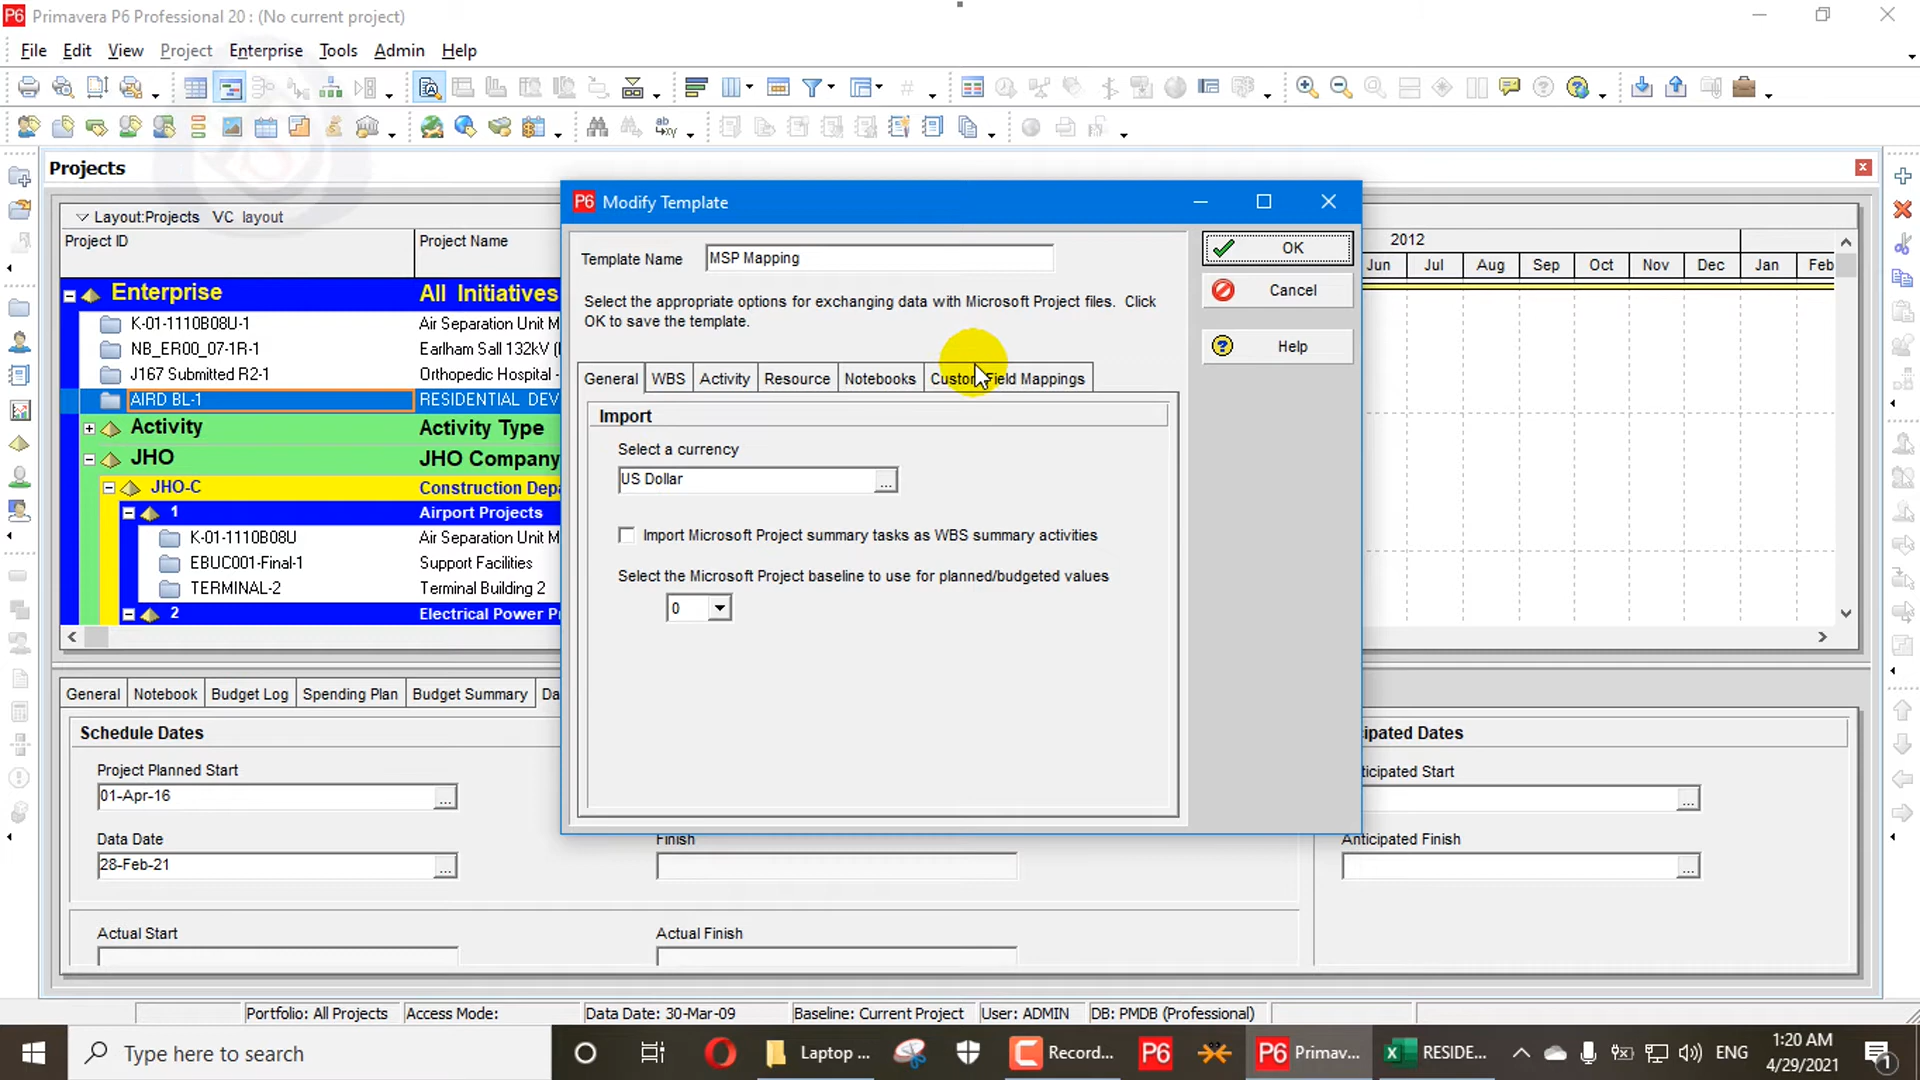 P6 Primavera P6 Professional 20 : (No current project)
File Edit View Project Enterprise Tools Admin Help
Projects
Layout:Projects VC layout
Project ID Project Name
Enterprise All Initiatives
K-01-1110B08U-1 Air Separation Unit M
NB_ER00_07-1R-1 Earlham Sall 132kV (
J167 Submitted R2-1 Orthopedic Hospital -
AIRD BL-1 RESIDENTIAL DEV
Activity Activity Type
JHO JHO Company
JHO-C Construction Depa
1 Airport Projects
K-01-1110B08U Air Separation Unit M
EBUC001-Final-1 Support Facilities
TERMINAL-2 Terminal Building 2
2 Electrical Power P
2012
Jun Jul Aug Sep Oct Nov Dec Jan Feb
P6 Modify Template
Template Name MSP Mapping
Select the appropriate options for exchanging data with Microsoft Project files. Click
OK to save the template.
OK
Cancel
Help
General WBS Activity Resource Notebooks Custom Field Mappings
Import
Select a currency
US Dollar ...
Import Microsoft Project summary tasks as WBS summary activities
Select the Microsoft Project baseline to use for planned/budgeted values
0
General Notebook Budget Log Spending Plan Budget Summary Da
Schedule Dates
Project Planned Start
01-Apr-16 ...
Data Date
28-Feb-21 ...
Finish
Actual Start Actual Finish
cipated Dates
ticipated Start
...
Anticipated Finish
...
Portfolio: All Projects Access Mode: Data Date: 30-Mar-09 Baseline: Current Project User: ADMIN DB: PMDB (Professional)
Type here to search
Laptop ... Record... P6 P6 Primav... RESIDE... ENG
1:20 AM
4/29/2021
1